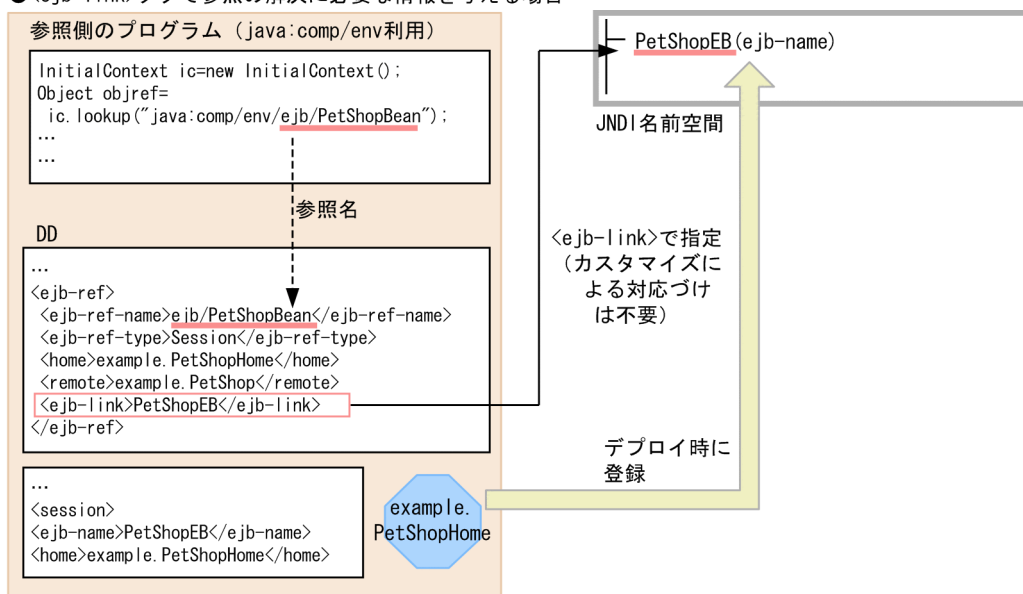 参照側のプログラム（java:comp/env利用）
InitialContext ic=new InitialContext();
Object objref=
ic.lookup("java:comp/env/ejb/PetShopBean");
...
...
参照名
DD
...
<ejb-ref>
<ejb-ref-name>ejb/PetShopBean</ejb-ref-name>
<ejb-ref-type>Session</ejb-ref-type>
<home>example.PetShopHome</home>
<remote>example.PetShop</remote>
<ejb-link>PetShopEB</ejb-link>
</ejb-ref>
...
<session>
<ejb-name>PetShopEB</ejb-name>
<home>example.PetShopHome</home>
example.
PetShopHome
PetShopEB(ejb-name)
JNDI名前空間
<ejb-link>で指定
（カスタマイズに
よる対応づけ
は不要）
デプロイ時に
登録